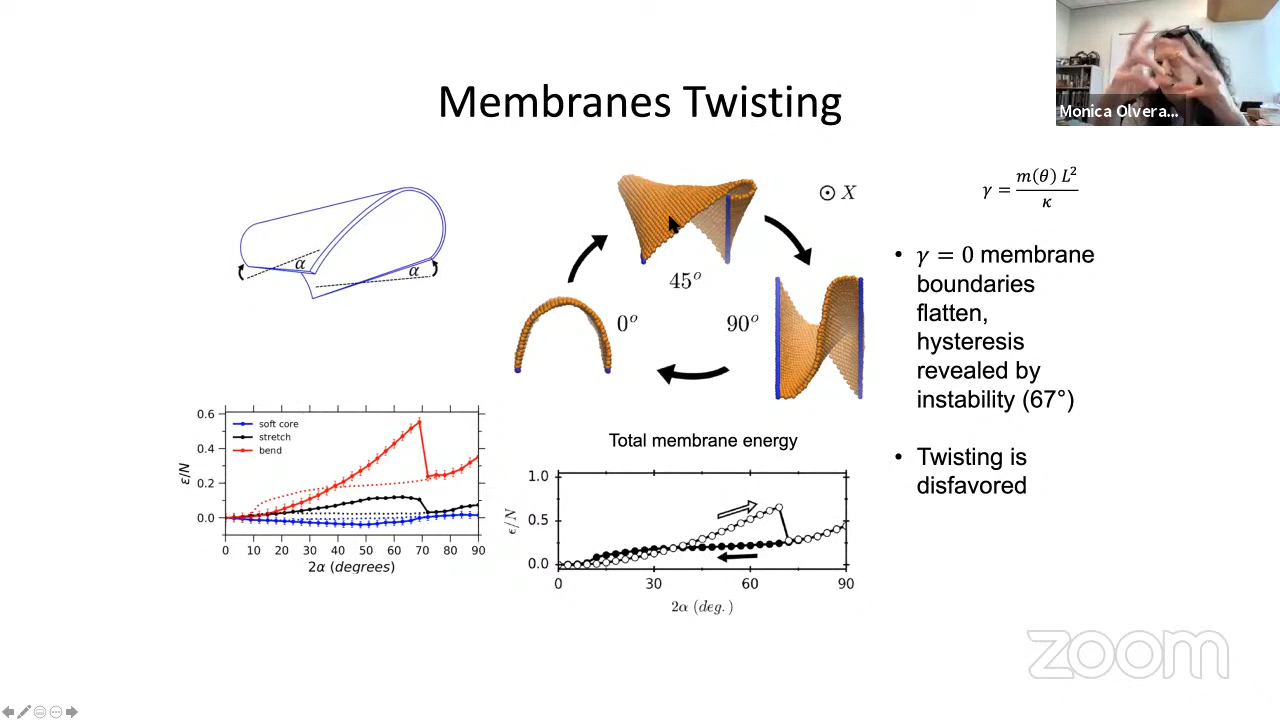 Monica Olvera...
Membranes Twisting
γ = m(θ) L² / κ
⊙ X
α
α
45°
0°
90°
• γ = 0 membrane
boundaries
flatten,
hysteresis
revealed by
instability (67°)
• Twisting is
disfavored
0.6
0.4
0.2
0.0
ε/N
soft core
stretch
bend
0 10 20 30 40 50 60 70 80 90
2α (degrees)
Total membrane energy
1.0
0.5
0.0
ϵ/N
0 30 60 90
2α (deg.)
zoom